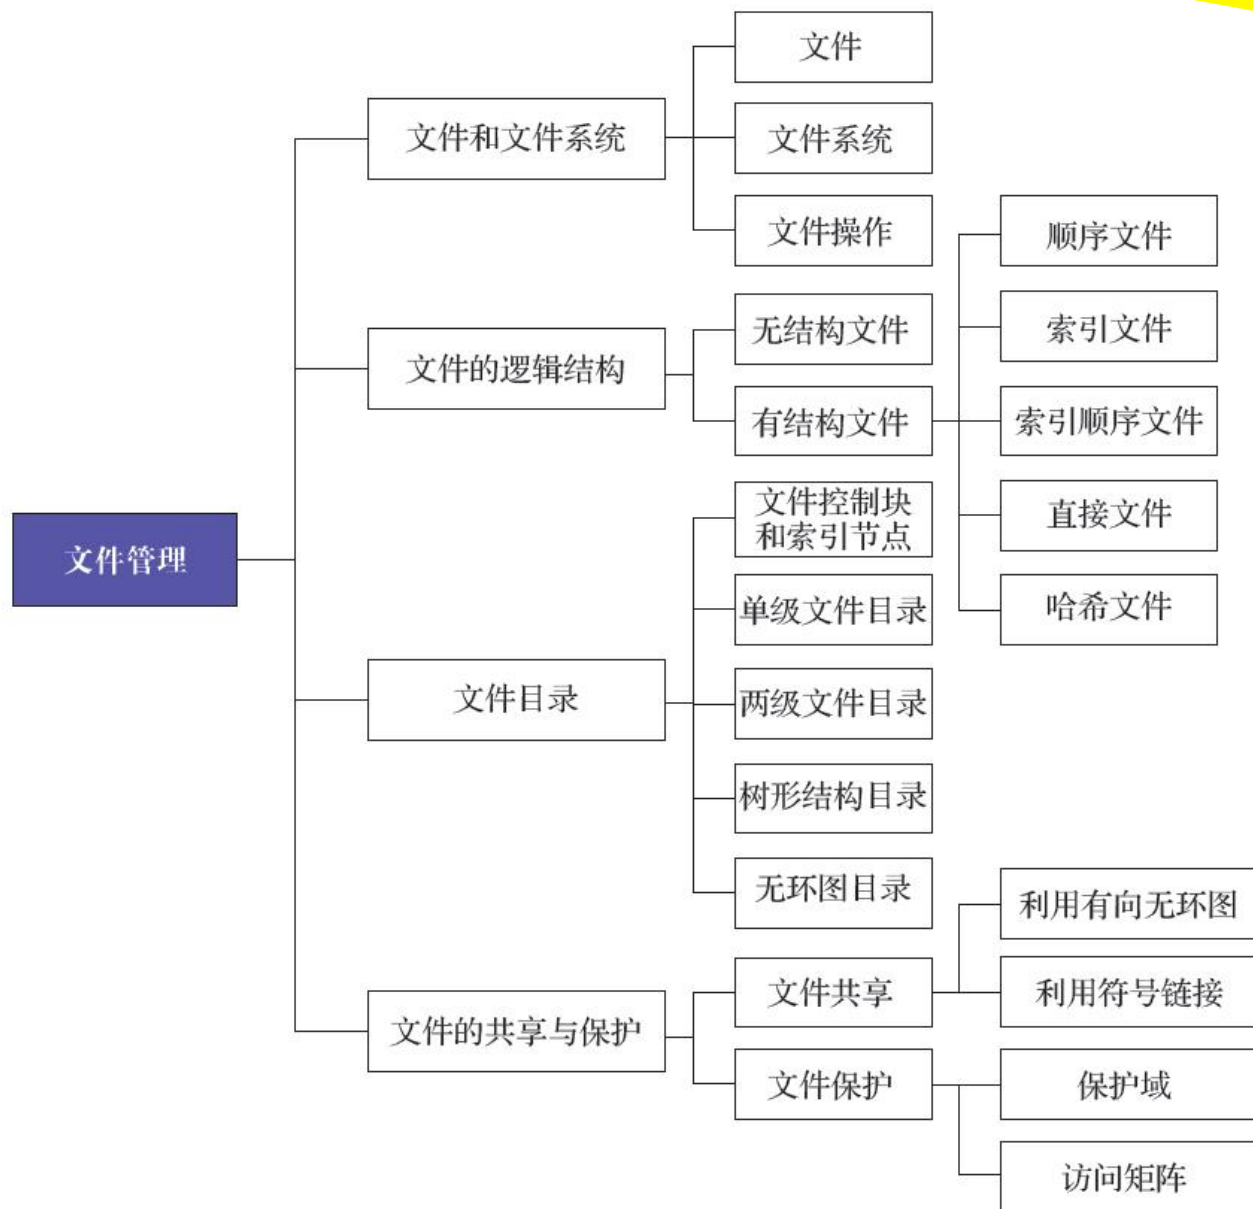 文件管理
文件和文件系统
文件
文件系统
文件操作
文件的逻辑结构
无结构文件
有结构文件
顺序文件
索引文件
索引顺序文件
直接文件
哈希文件
文件目录
文件控制块
和索引节点
单级文件目录
两级文件目录
树形结构目录
无环图目录
文件的共享与保护
文件共享
利用有向无环图
利用符号链接
文件保护
保护域
访问矩阵